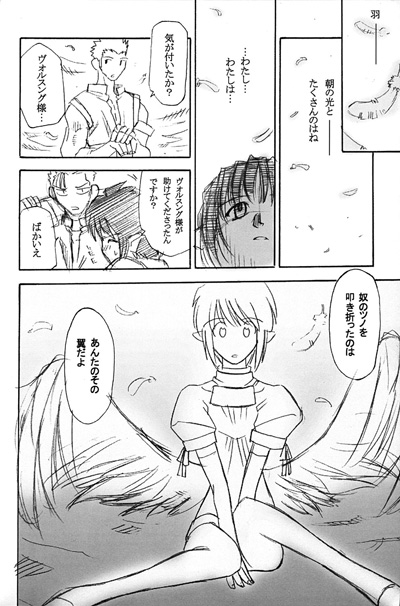 羽──
朝の光と
たくさんのはね
…わたし
わたしは…
気が付いたか？
ヴォルスング様…
ヴォルスング様が
助けてくださったん
ですか？
ばかいえ
奴のツノを
叩き折ったのは
あんたのその
翼だよ